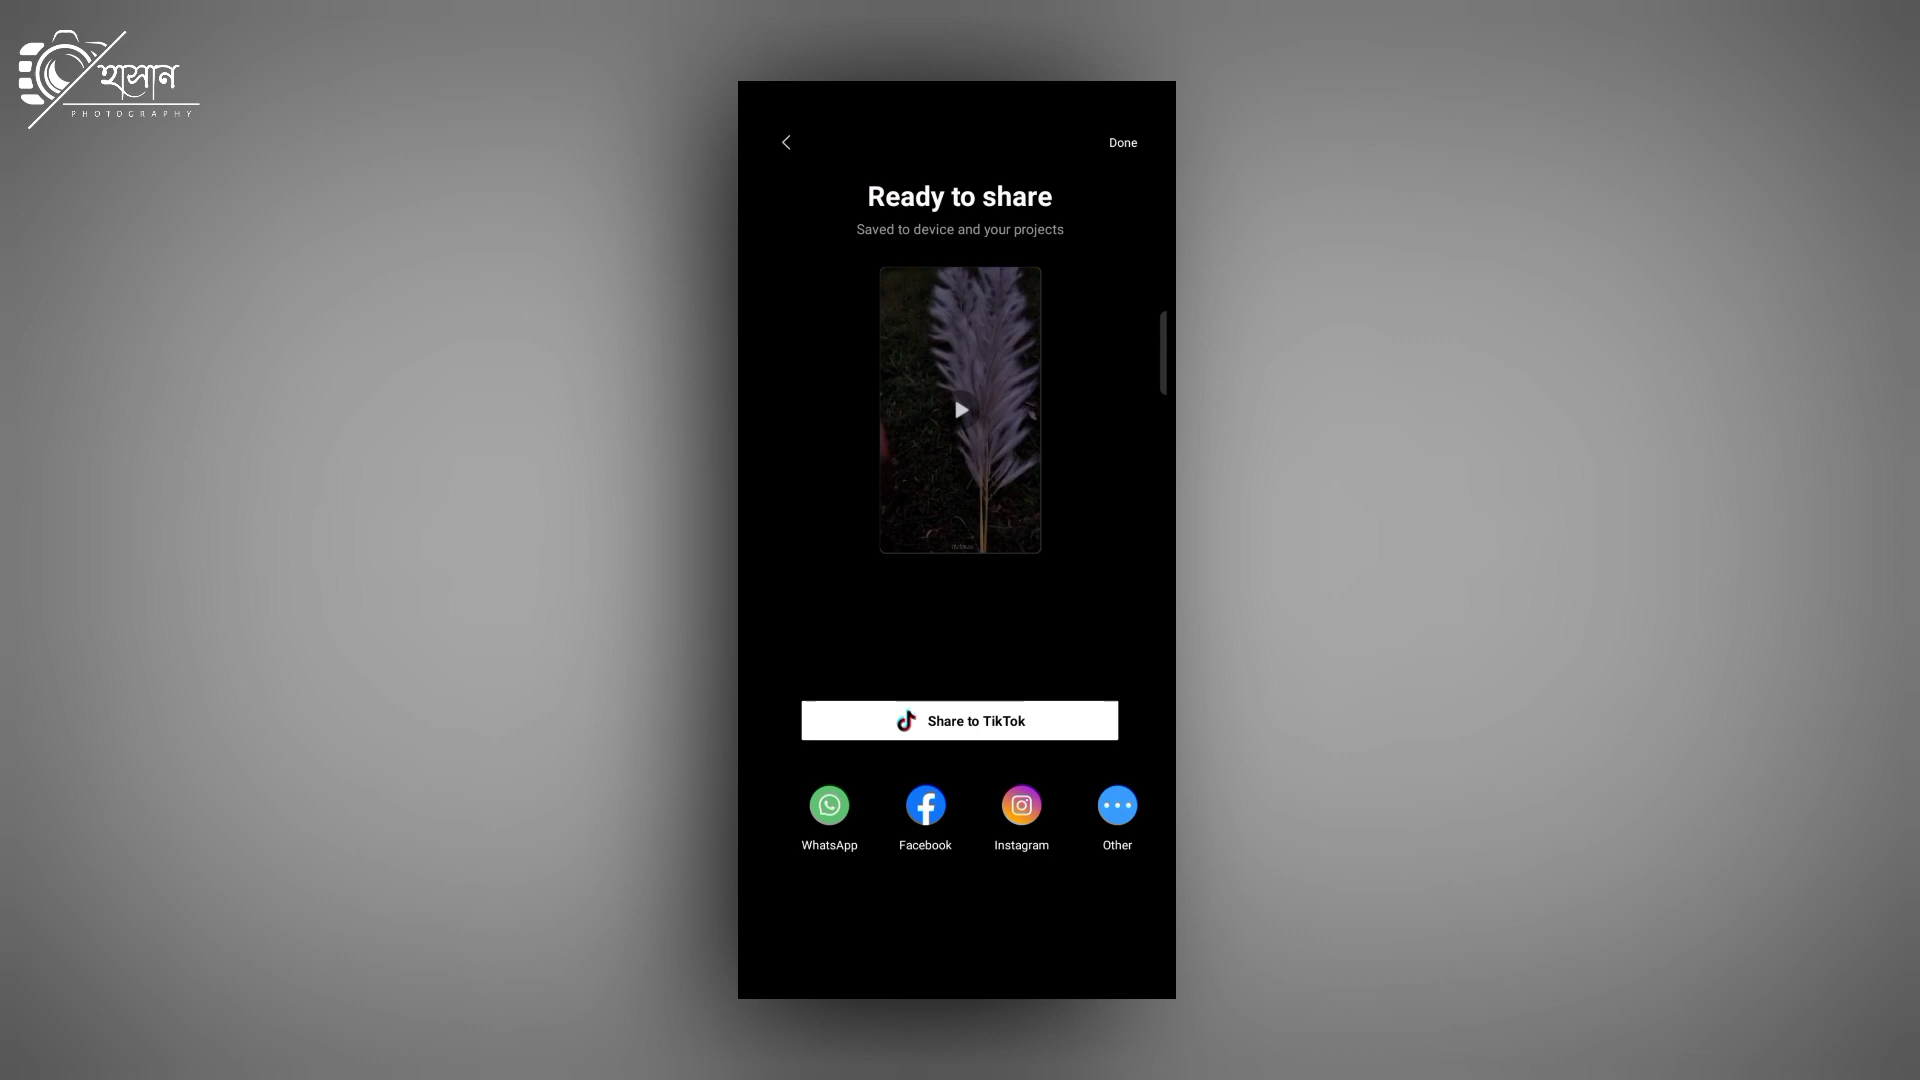 হাসান
PHOTOGRAPHY
Done
Ready to share
Saved to device and your projects
Share to TikTok
WhatsApp
Facebook
Instagram
Other